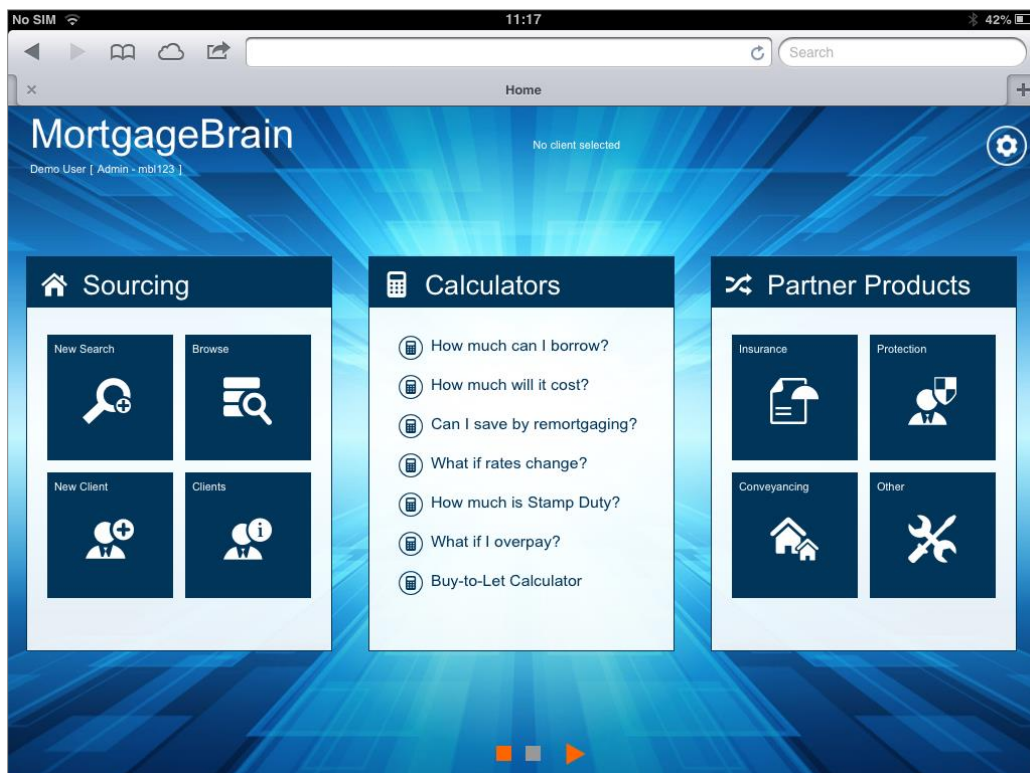 No SIM 11:17 42%
Search
Home
MortgageBrain
No client selected
Demo User [ Admin - mbl123 ]
Sourcing
New Search Browse
New Client Clients
Calculators
How much can I borrow?
How much will it cost?
Can I save by remortgaging?
What if rates change?
How much is Stamp Duty?
What if I overpay?
Buy-to-Let Calculator
Partner Products
Insurance Protection
Conveyancing Other